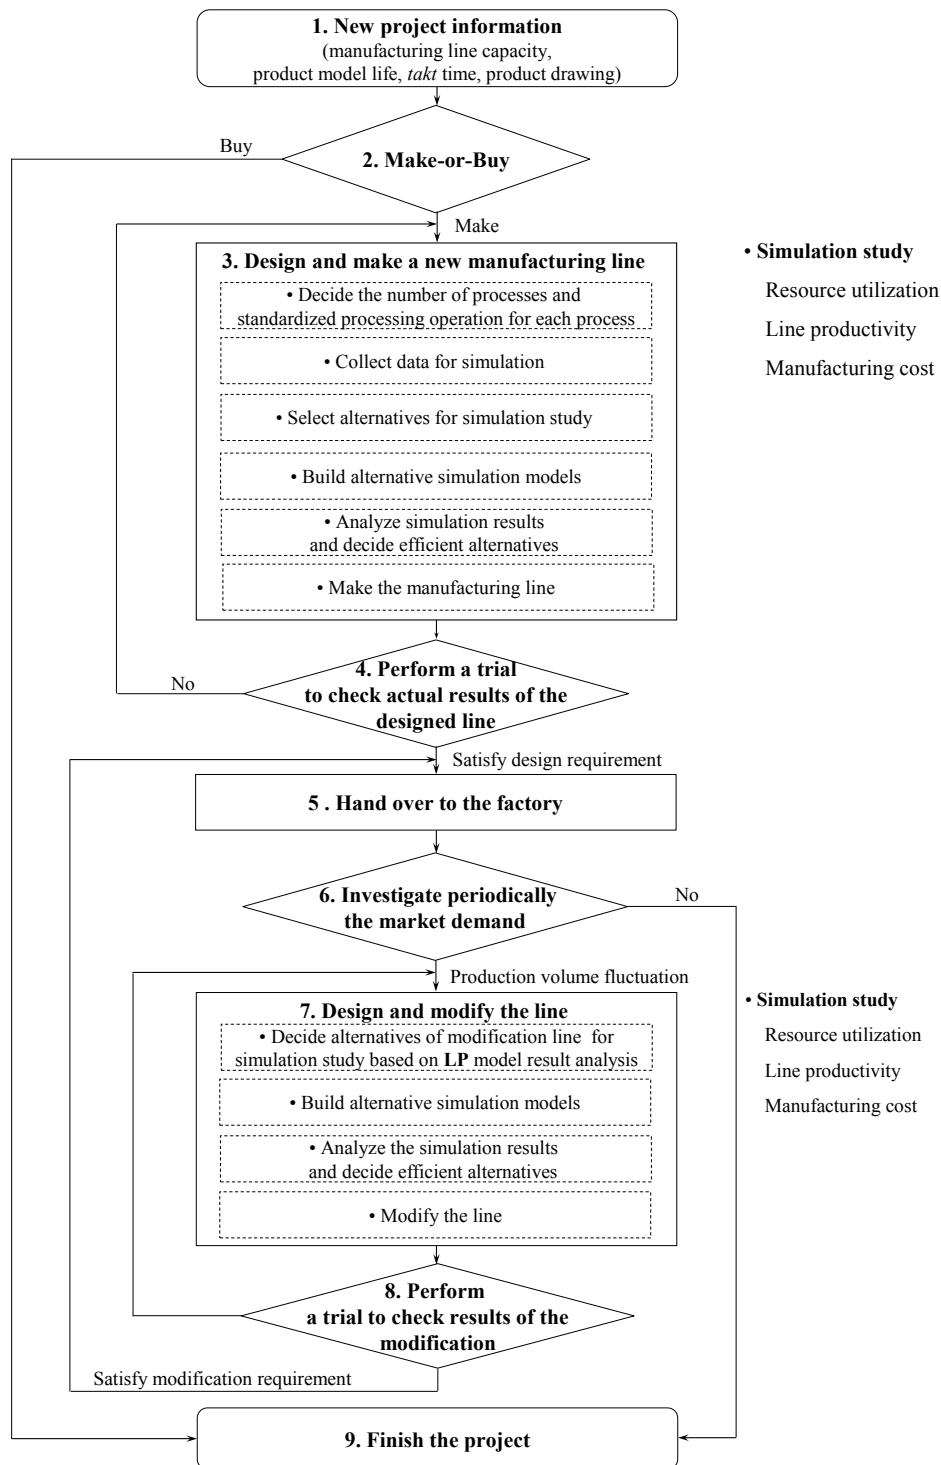 1. New project information
(manufacturing line capacity,
product model life, takt time, product drawing)
Buy
2. Make-or-Buy
Make
3. Design and make a new manufacturing line
• Decide the number of processes and
standardized processing operation for each process
• Collect data for simulation
• Select alternatives for simulation study
• Build alternative simulation models
• Analyze simulation results
and decide efficient alternatives
• Make the manufacturing line
• Simulation study
Resource utilization
Line productivity
Manufacturing cost
4. Perform a trial
to check actual results of the
designed line
No
Satisfy design requirement
5 . Hand over to the factory
6. Investigate periodically
the market demand
No
Production volume fluctuation
7. Design and modify the line
• Decide alternatives of modification line for
simulation study based on LP model result analysis
• Build alternative simulation models
• Analyze the simulation results
and decide efficient alternatives
• Modify the line
• Simulation study
Resource utilization
Line productivity
Manufacturing cost
8. Perform
a trial to check results of the
modification
Satisfy modification requirement
9. Finish the project